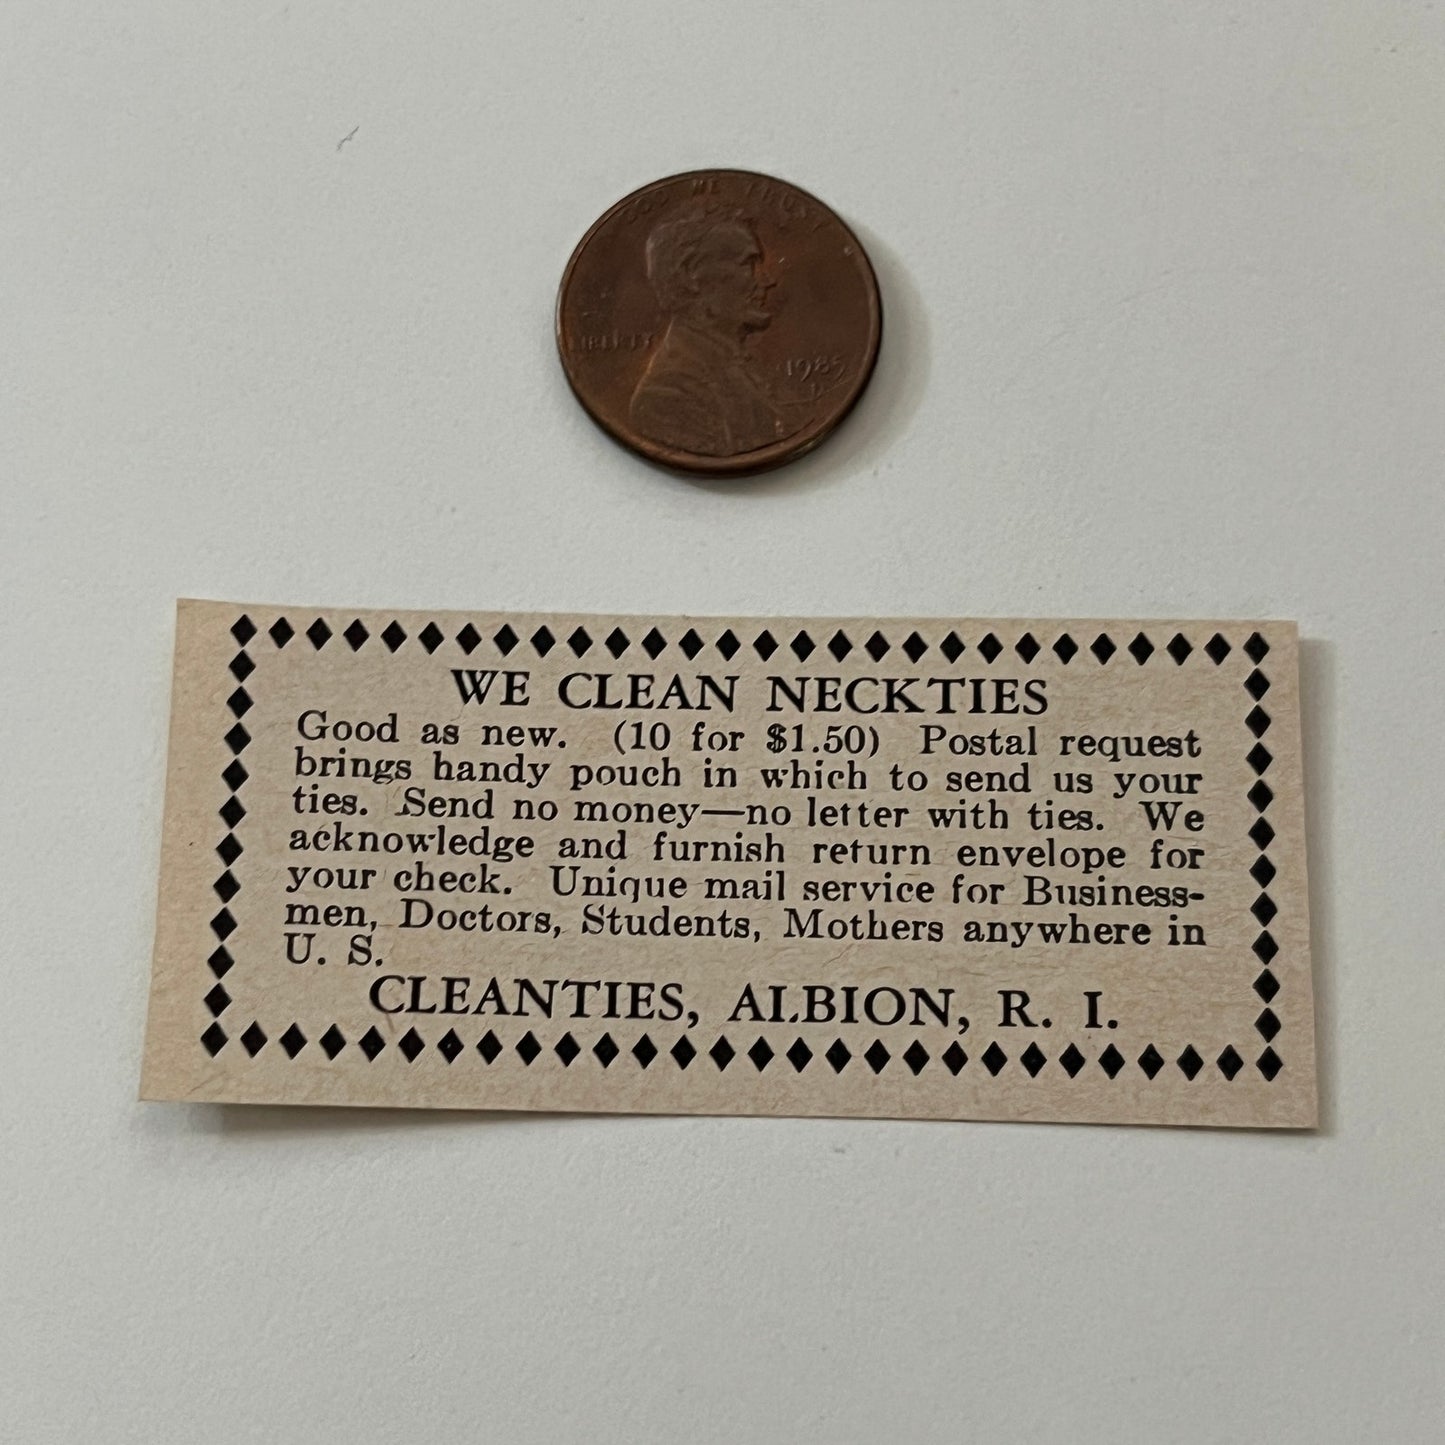 GOD WE TRUST
LIBERTY
1985
WE CLEAN NECKTIES
Good as new. (10 for $1.50) Postal request
brings handy pouch in which to send us your
ties. Send no money—no letter with ties. We
acknowledge and furnish return envelope for
your check. Unique mail service for Business-
men, Doctors, Students, Mothers anywhere in
U. S.
CLEANTIES, ALBION, R. I.